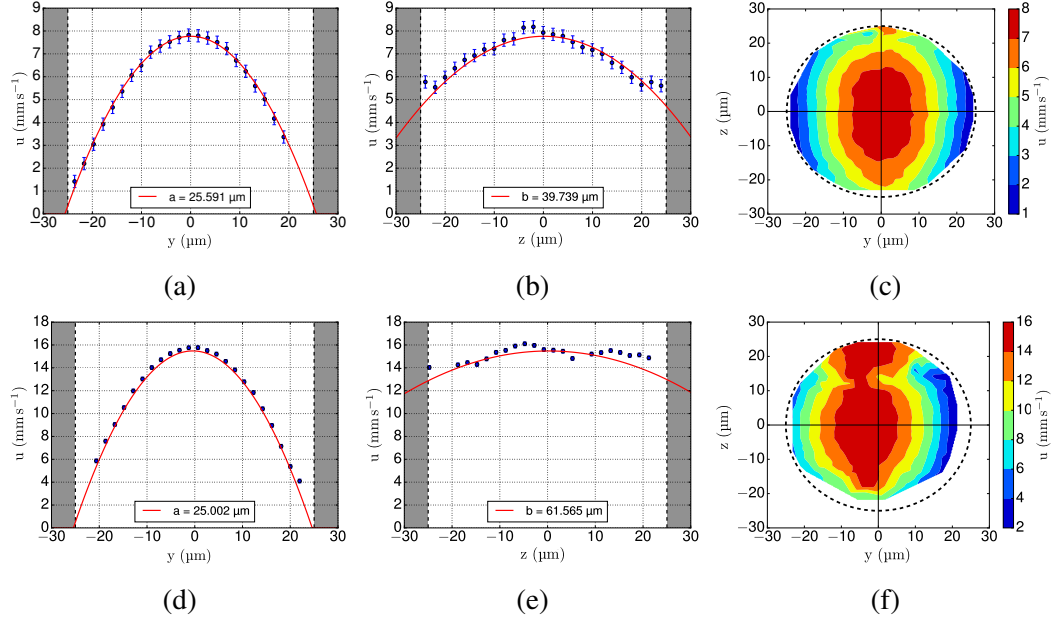 9
8
7
6
5
4
3
2
1
0
u (mm s⁻¹)
a = 25.591 µm
−30 −20 −10 0 10 20 30
y (µm)
(a)
9
8
7
6
5
4
3
2
1
0
u (mm s⁻¹)
b = 39.739 µm
−30 −20 −10 0 10 20 30
z (µm)
(b)
30
20
10
0
−10
−20
−30
z (µm)
−30 −20 −10 0 10 20 30
y (µm)
8
7
6
5
4
3
2
1
u (mm s⁻¹)
(c)
18
16
14
12
10
8
6
4
2
0
u (mm s⁻¹)
a = 25.002 µm
−30 −20 −10 0 10 20 30
y (µm)
(d)
18
16
14
12
10
8
6
4
2
0
u (mm s⁻¹)
b = 61.565 µm
−30 −20 −10 0 10 20 30
z (µm)
(e)
30
20
10
0
−10
−20
−30
z (µm)
−30 −20 −10 0 10 20 30
y (µm)
16
14
12
10
8
6
4
2
u (mm s⁻¹)
(f)